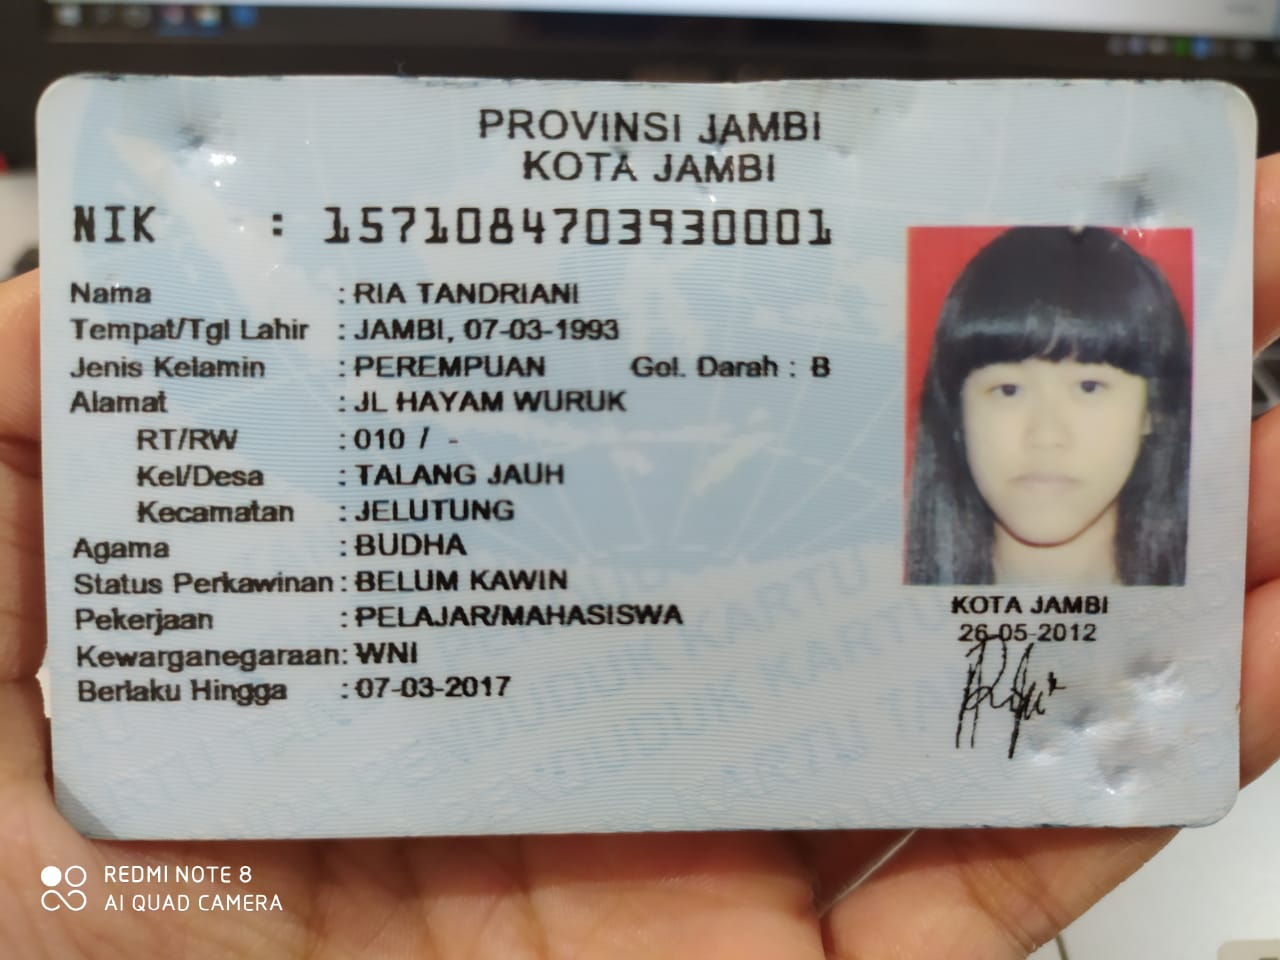 PROVINSI JAMBI
KOTA JAMBI
NIK : 1571084703930001
Nama : RIA TANDRIANI
Tempat/Tgl Lahir : JAMBI, 07-03-1993
Jenis Kelamin : PEREMPUAN Gol. Darah : B
Alamat : JL HAYAM WURUK
RT/RW : 010 / -
Kel/Desa : TALANG JAUH
Kecamatan : JELUTUNG
Agama : BUDHA
Status Perkawinan : BELUM KAWIN
Pekerjaan : PELAJAR/MAHASISWA
Kewarganegaraan : WNI
Berlaku Hingga : 07-03-2017
KOTA JAMBI
26-05-2012
REDMI NOTE 8
AI QUAD CAMERA